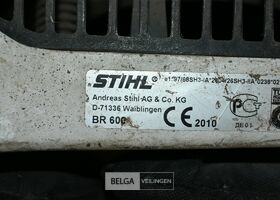 STIHL
Andreas Stihl AG & Co. KG
D-71336 Waiblingen
BR 600
CE 2010
BELGA VEILINGEN